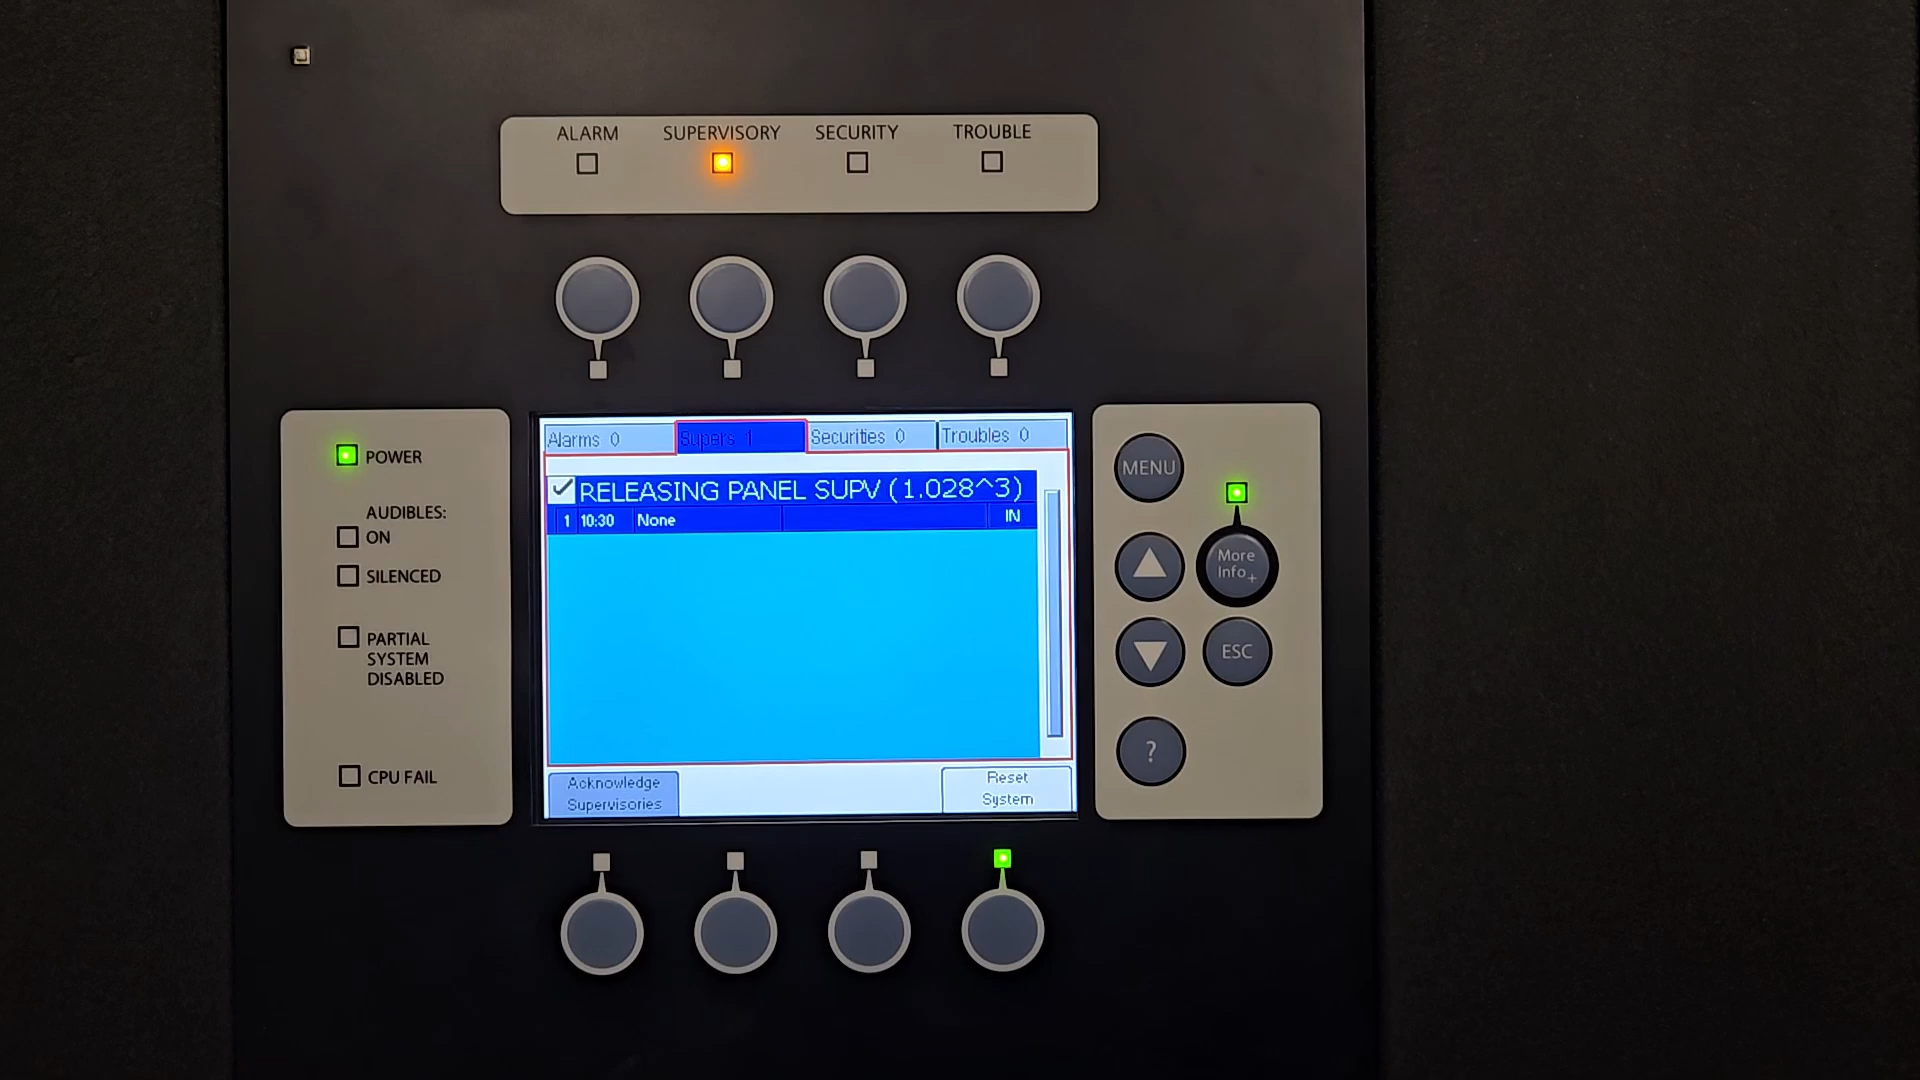 ALARM SUPERVISORY SECURITY TROUBLE
POWER
AUDIBLES:
ON
SILENCED
PARTIAL
SYSTEM
DISABLED
CPU FAIL
Alarms 0 Supers 1 Securities 0 Troubles 0
RELEASING PANEL SUPV (1.028^3)
1 10:30 None IN
Acknowledge
Supervisories
Reset
System
MENU
More
Info+
ESC
?